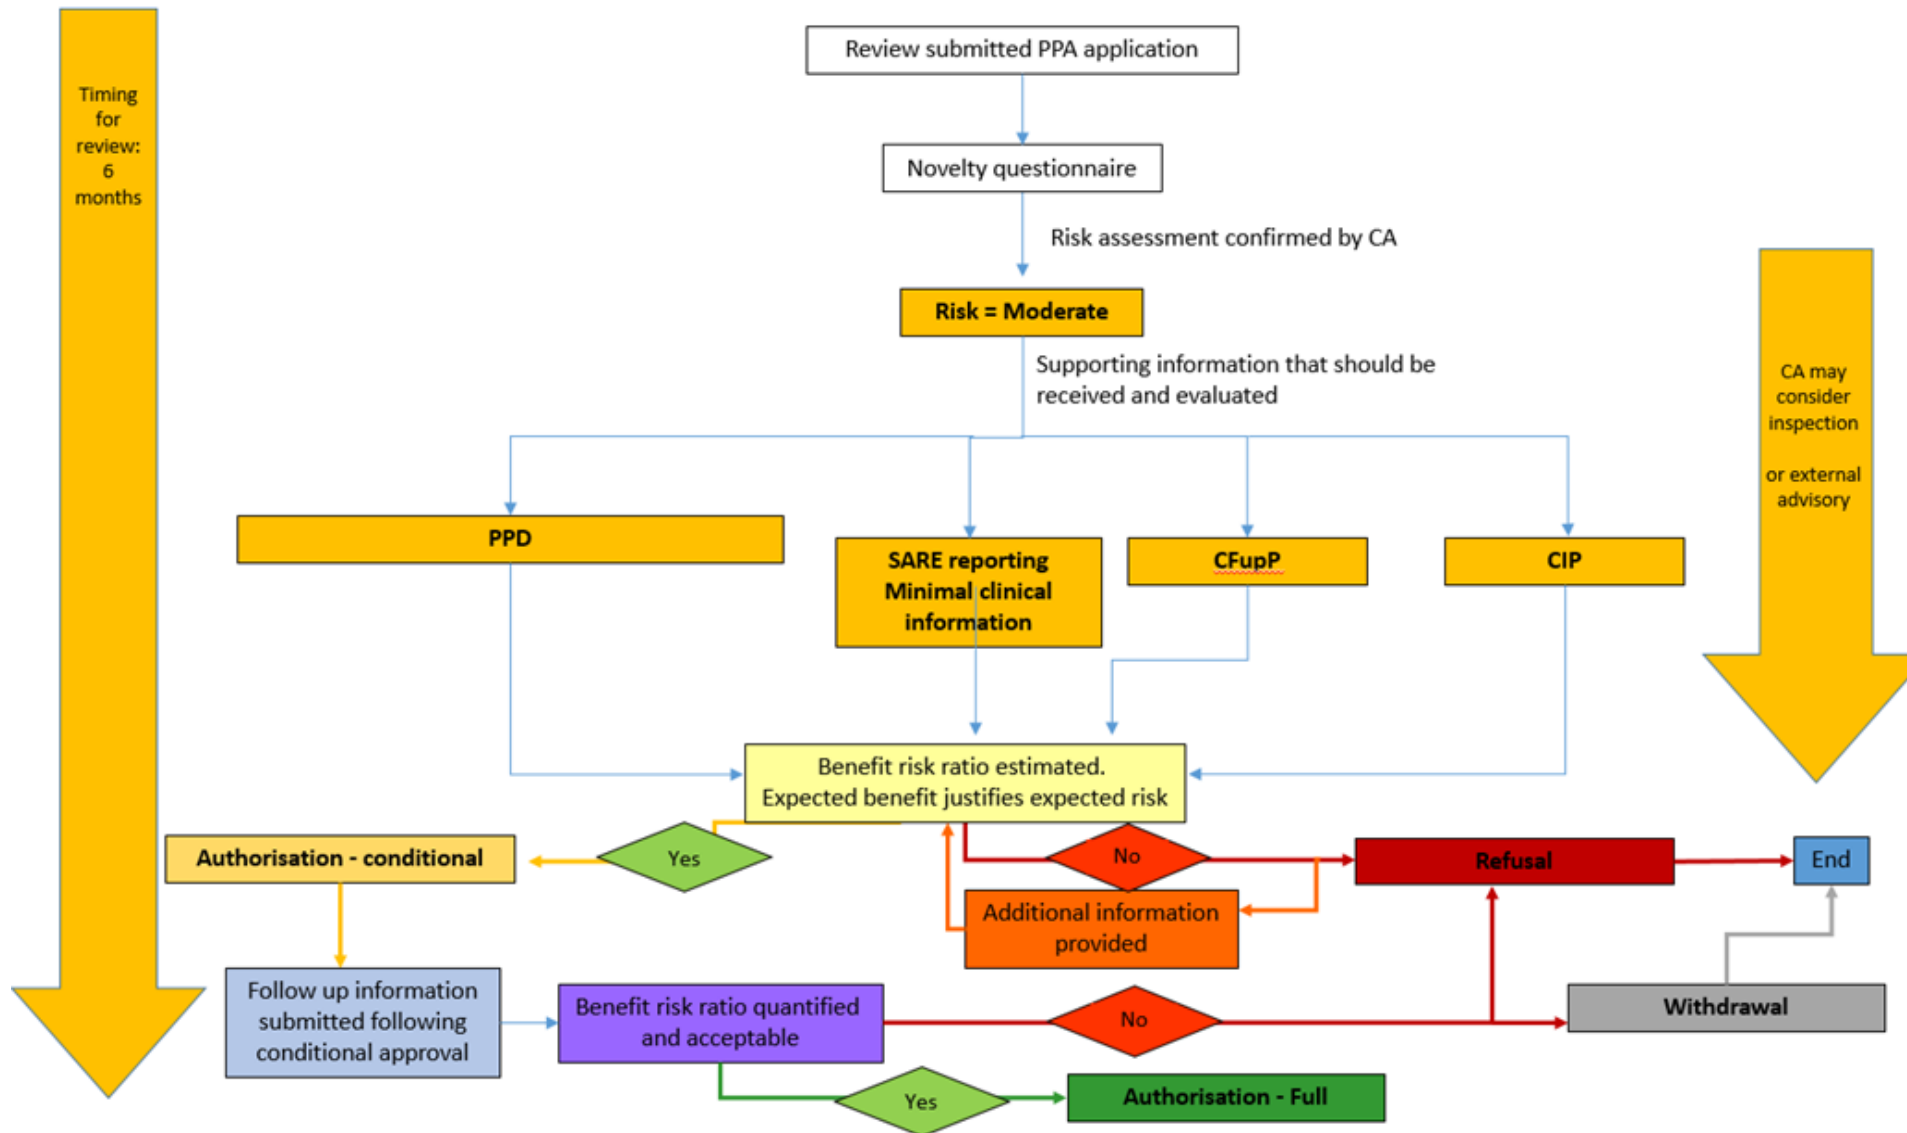 Review submitted PPA application
Timing
for
review:
6
months
Novelty questionnaire
Risk assessment confirmed by CA
Risk = Moderate
Supporting information that should be
received and evaluated
CA may
consider
inspection
or external
advisory
PPD
SARE reporting
Minimal clinical
information
CFupP
CIP
Benefit risk ratio estimated.
Expected benefit justifies expected risk
Authorisation - conditional
Yes
No
Refusal
End
Additional information
provided
Follow up information
submitted following
conditional approval
Benefit risk ratio quantified
and acceptable
No
Withdrawal
Yes
Authorisation - Full